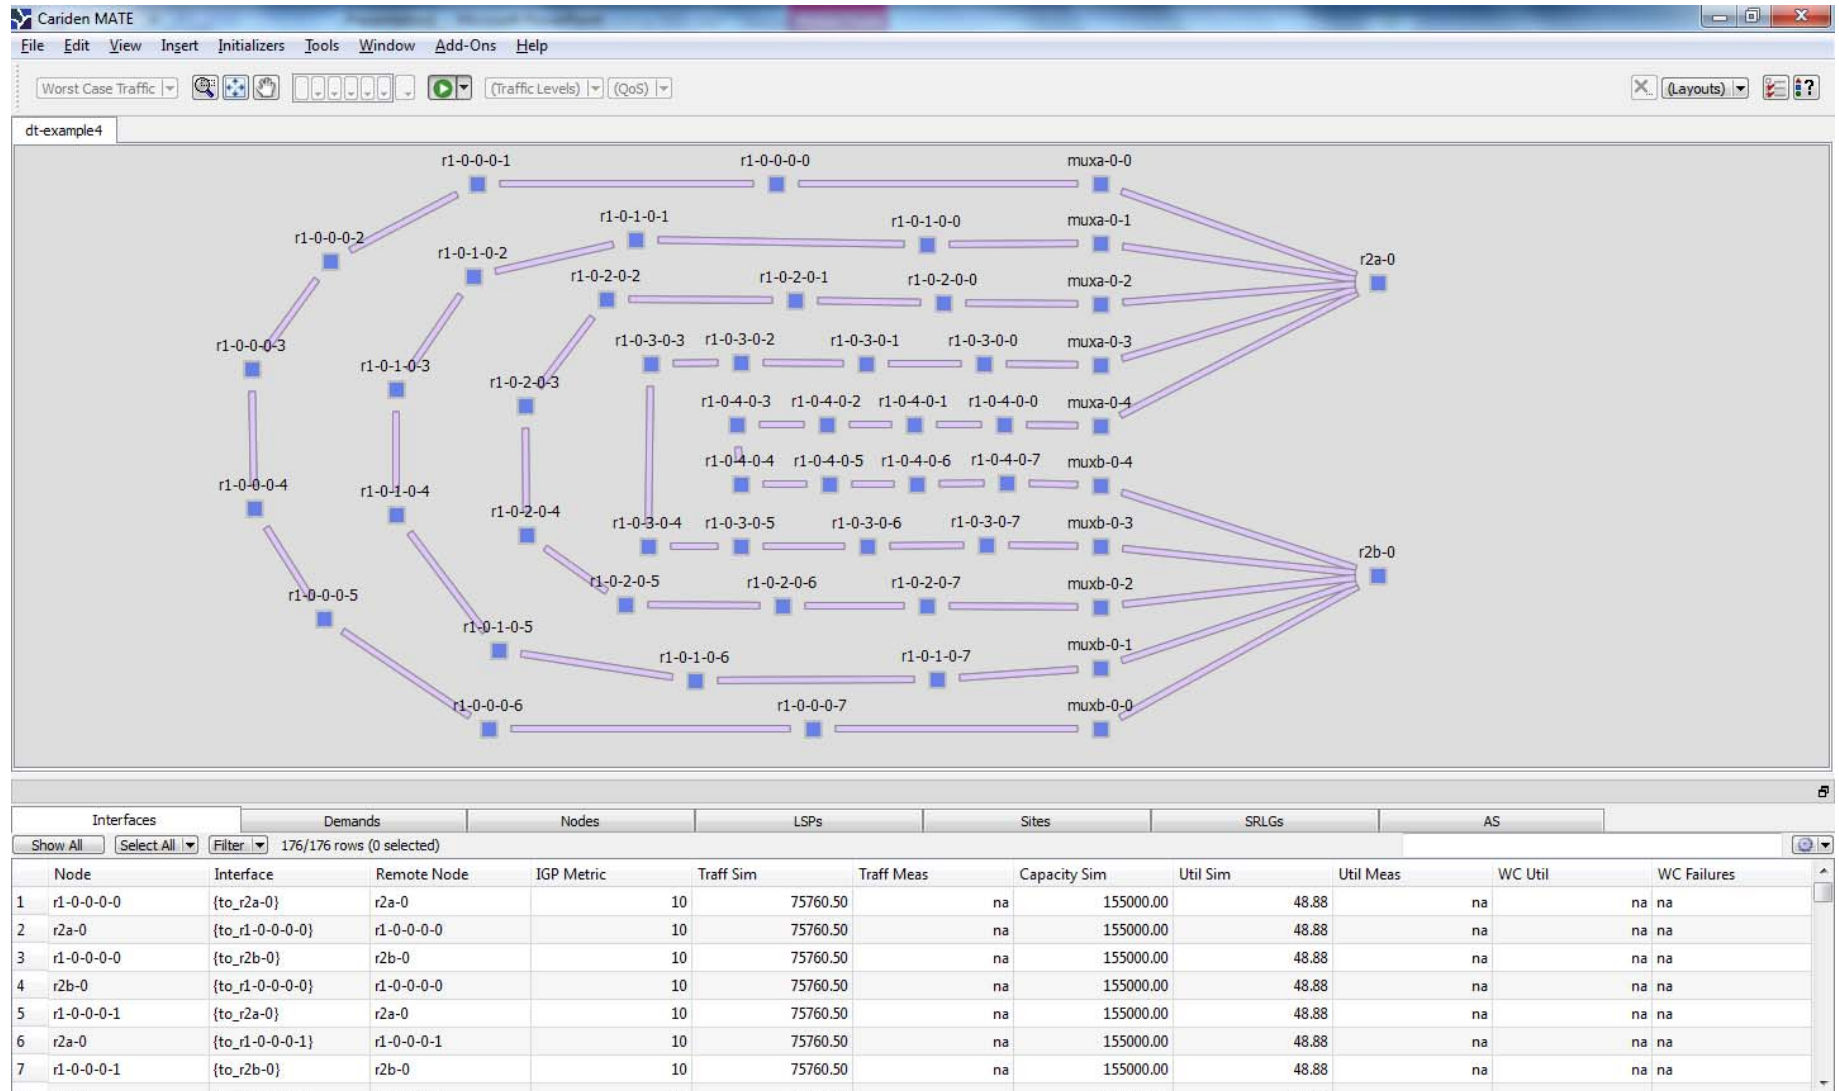 Cariden MATE
File Edit View Insert Initializers Tools Window Add-Ons Help
Worst Case Traffic (Traffic Levels) (QoS) (Layouts)
dt-example4
r1-0-0-0-1 r1-0-0-0-0 muxa-0-0
r1-0-1-0-1 r1-0-1-0-0 muxa-0-1
r1-0-0-0-2 r1-0-1-0-2 r2a-0
r1-0-2-0-2 r1-0-2-0-1 r1-0-2-0-0 muxa-0-2
r1-0-0-0-3 r1-0-3-0-3 r1-0-3-0-2 r1-0-3-0-1 r1-0-3-0-0 muxa-0-3
r1-0-1-0-3 r1-0-2-0-3
r1-0-4-0-3 r1-0-4-0-2 r1-0-4-0-1 r1-0-4-0-0 muxa-0-4
r1-0-4-0-4 r1-0-4-0-5 r1-0-4-0-6 r1-0-4-0-7 muxb-0-4
r1-0-0-0-4 r1-0-1-0-4 r1-0-2-0-4
r1-0-3-0-4 r1-0-3-0-5 r1-0-3-0-6 r1-0-3-0-7 muxb-0-3
r2b-0
r1-0-0-0-5 r1-0-2-0-5 r1-0-2-0-6 r1-0-2-0-7 muxb-0-2
r1-0-1-0-5 muxb-0-1
r1-0-1-0-6 r1-0-1-0-7
r1-0-0-0-6 r1-0-0-0-7 muxb-0-0
Interfaces Demands Nodes LSPs Sites SRLGs AS
Show All Select All Filter 176/176 rows (0 selected)
Node Interface Remote Node IGP Metric Traff Sim Traff Meas Capacity Sim Util Sim Util Meas WC Util WC Failures
1 r1-0-0-0-0 {to_r2a-0} r2a-0 10 75760.50 na 155000.00 48.88 na na na
2 r2a-0 {to_r1-0-0-0-0} r1-0-0-0-0 10 75760.50 na 155000.00 48.88 na na na
3 r1-0-0-0-0 {to_r2b-0} r2b-0 10 75760.50 na 155000.00 48.88 na na na
4 r2b-0 {to_r1-0-0-0-0} r1-0-0-0-0 10 75760.50 na 155000.00 48.88 na na na
5 r1-0-0-0-1 {to_r2a-0} r2a-0 10 75760.50 na 155000.00 48.88 na na na
6 r2a-0 {to_r1-0-0-0-1} r1-0-0-0-1 10 75760.50 na 155000.00 48.88 na na na
7 r1-0-0-0-1 {to_r2b-0} r2b-0 10 75760.50 na 155000.00 48.88 na na na